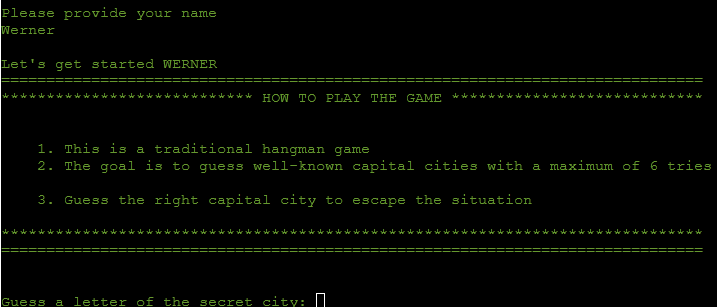 Please provide your name
Werner
Let's get started WERNER
==============================================================================
**************************** HOW TO PLAY THE GAME ****************************
1. This is a traditional hangman game
2. The goal is to guess well-known capital cities with a maximum of 6 tries
3. Guess the right capital city to escape the situation
******************************************************************************
==============================================================================
Guess a letter of the secret city: